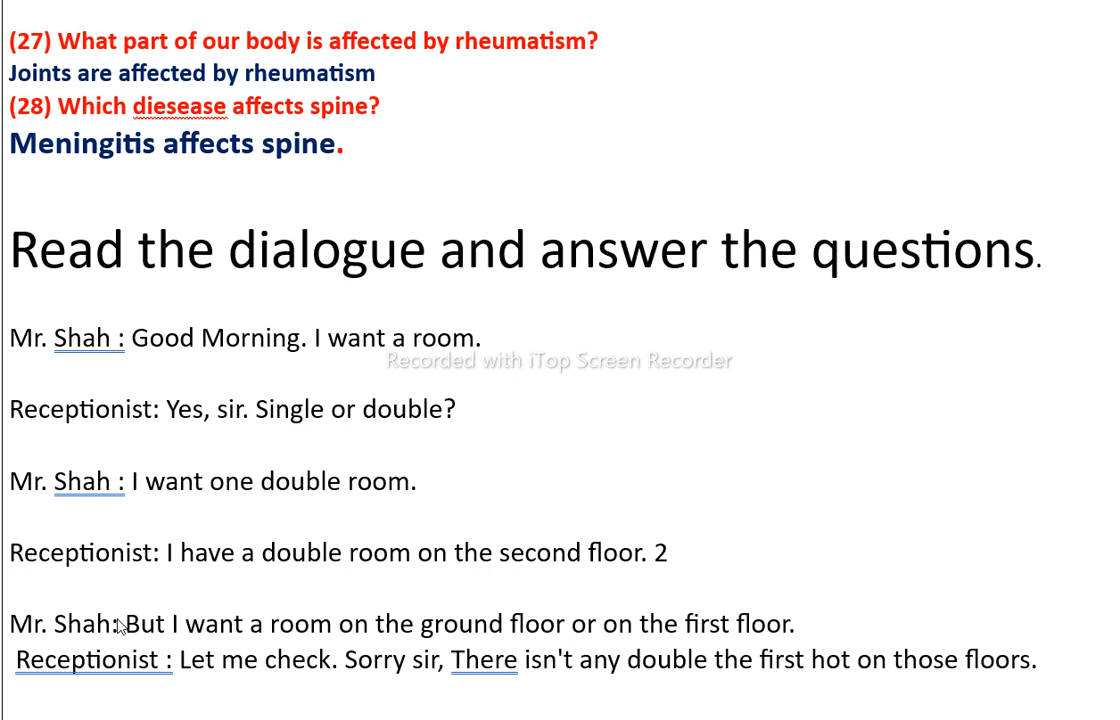 (27) What part of our body is affected by rheumatism?
Joints are affected by rheumatism
(28) Which diesease affects spine?
Meningitis affects spine.
Read the dialogue and answer the questions.
Mr. Shah : Good Morning. I want a room.
Recorded with iTop Screen Recorder
Receptionist: Yes, sir. Single or double?
Mr. Shah : I want one double room.
Receptionist: I have a double room on the second floor. 2
Mr. Shah: But I want a room on the ground floor or on the first floor.
Receptionist : Let me check. Sorry sir, There isn't any double the first hot on those floors.